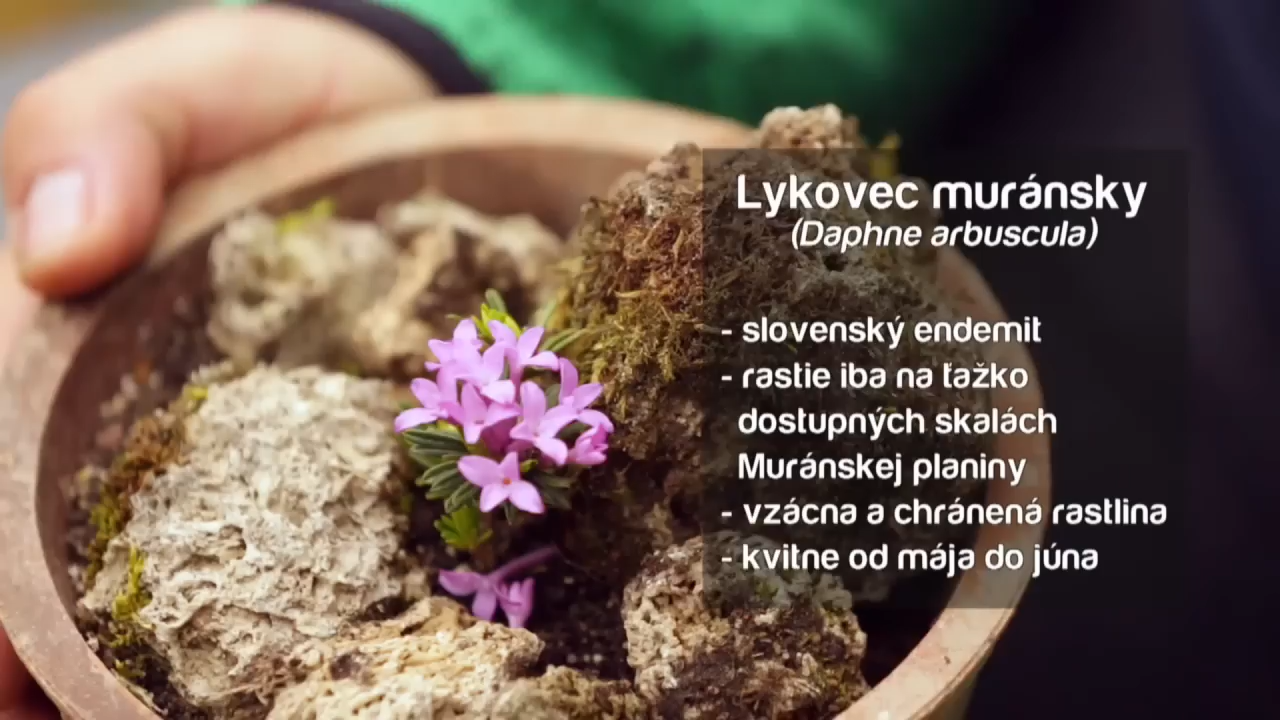 Lykovec muránsky
(Daphne arbuscula)
- slovenský endemit
- rastie iba na ťažko
dostupných skalách
Muránskej planiny
- vzácna a chránená rastlina
- kvitne od mája do júna